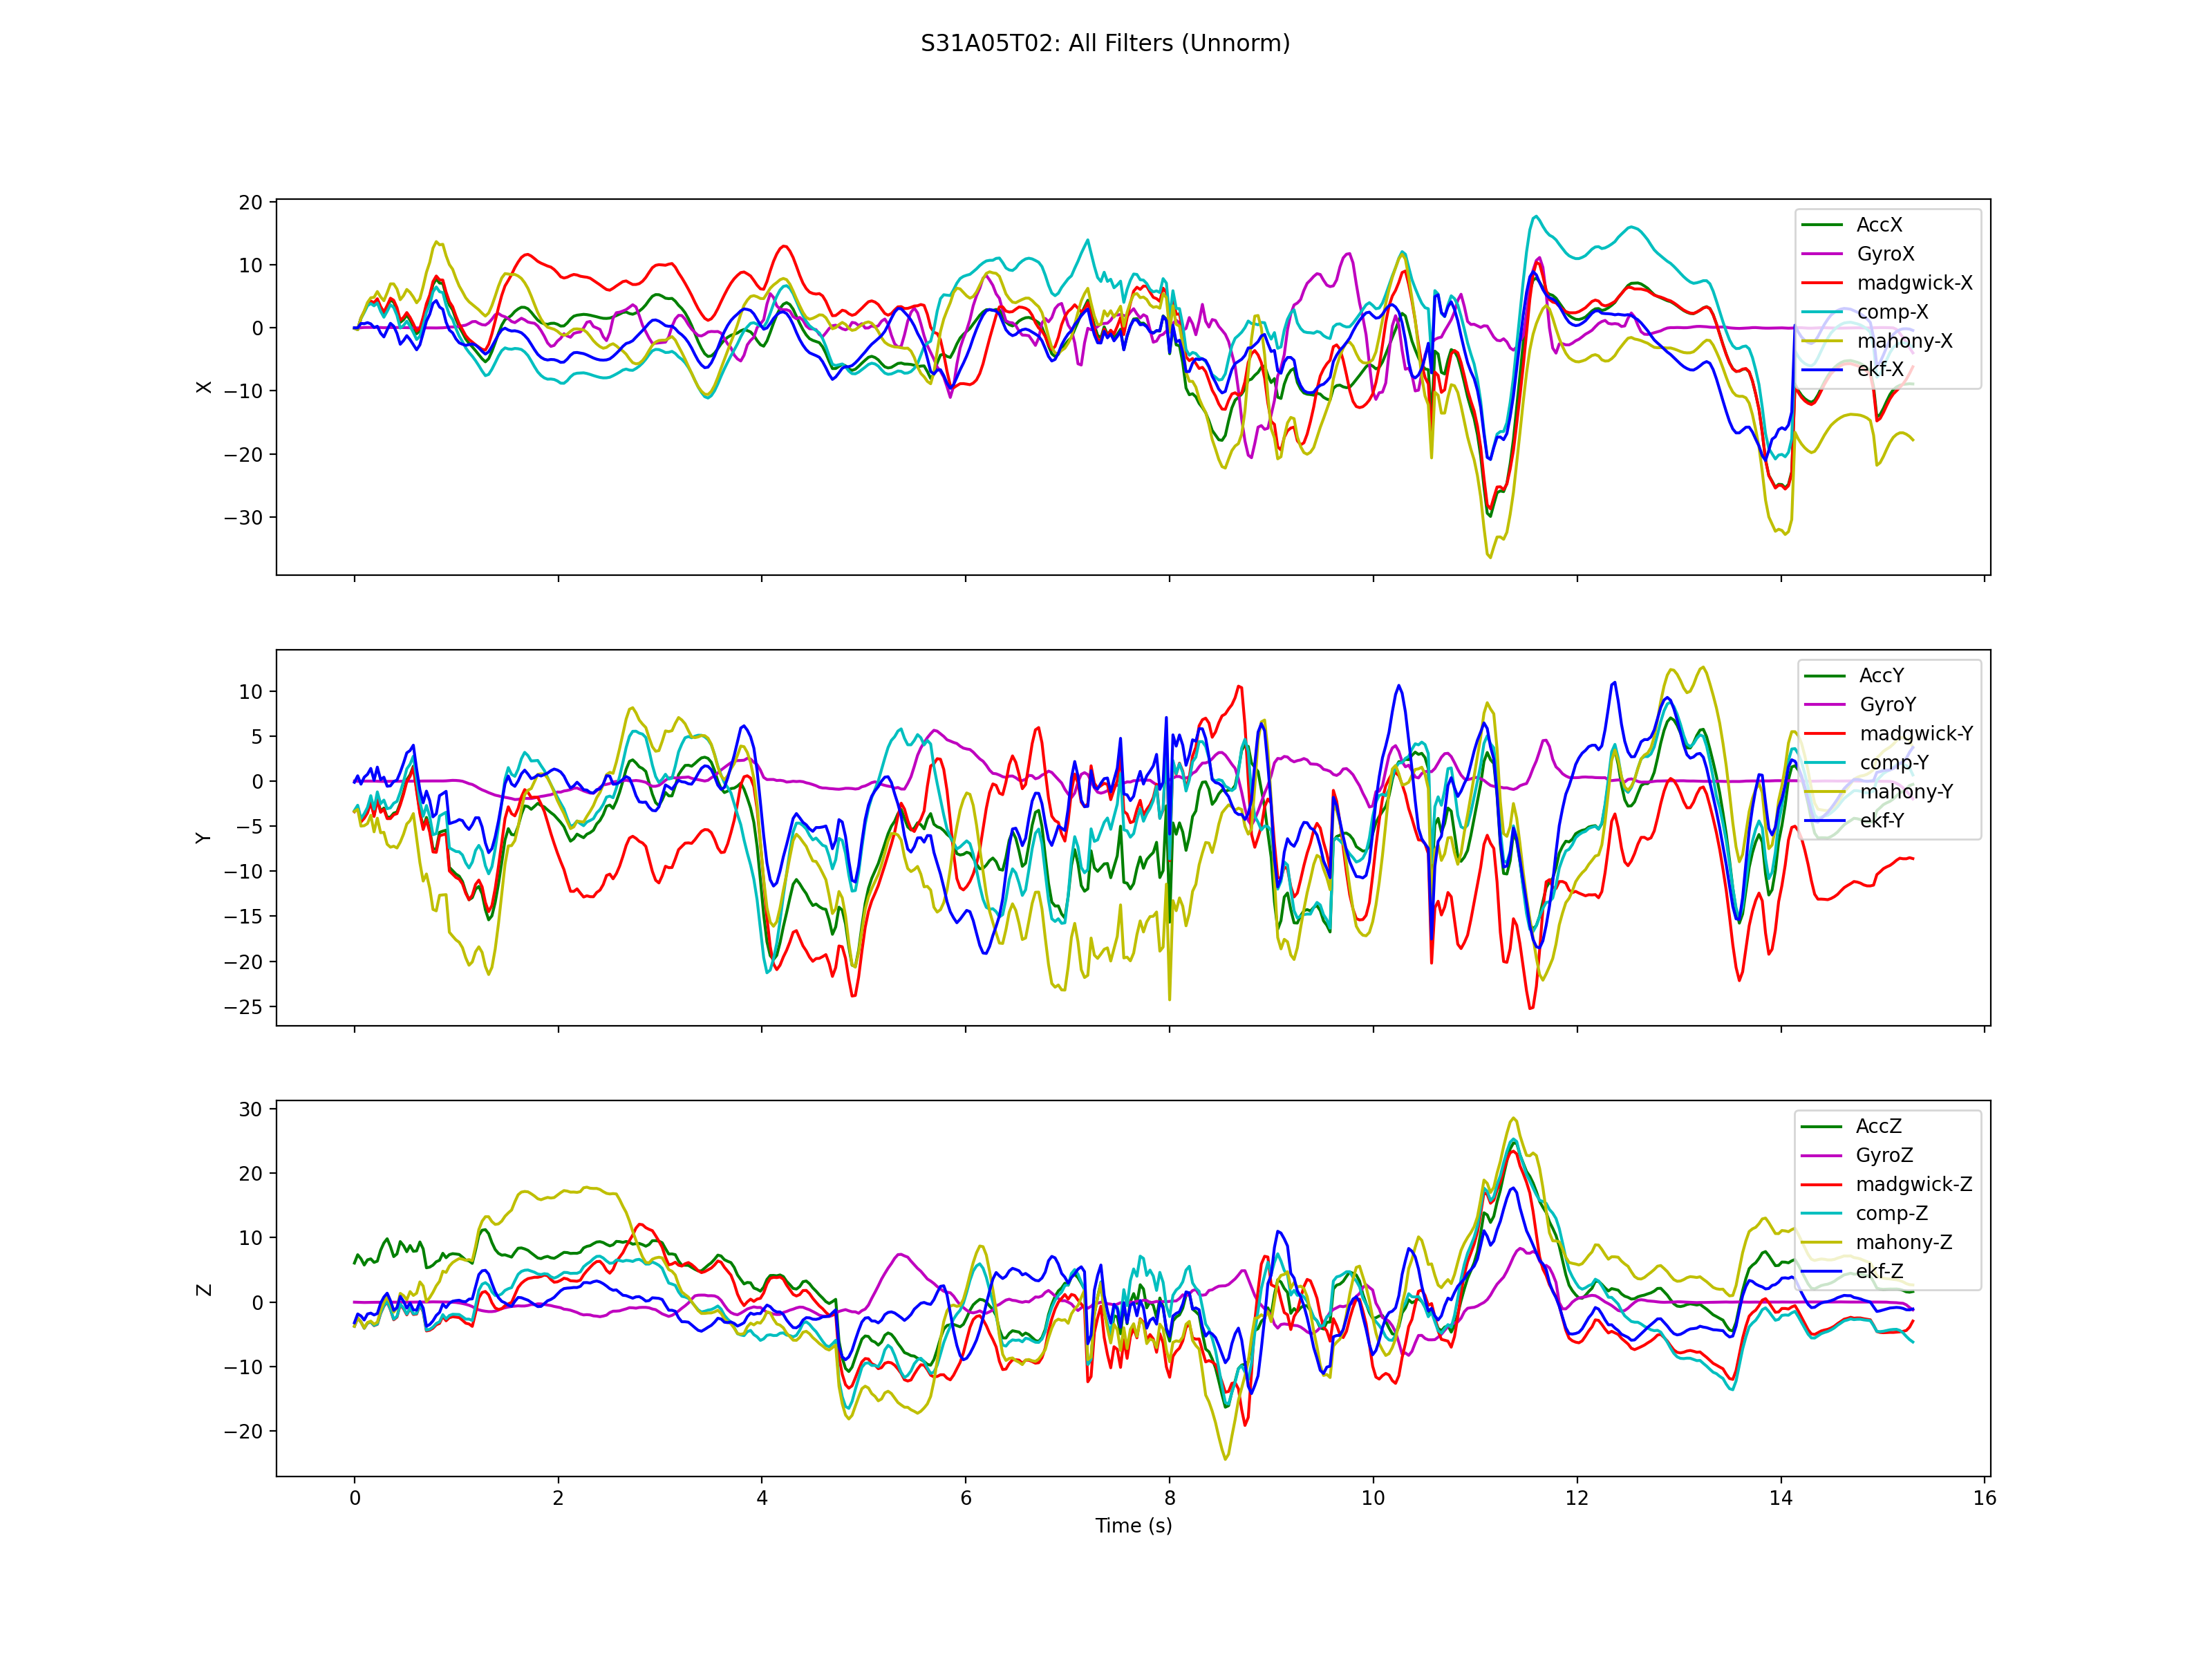 S31A05T02: All Filters (Unnorm)
20
10
0
−10
−20
−30
X
AccX
GyroX
madgwick-X
comp-X
mahony-X
ekf-X
10
5
0
−5
−10
−15
−20
−25
Y
AccY
GyroY
madgwick-Y
comp-Y
mahony-Y
ekf-Y
30
20
10
0
−10
−20
Z
AccZ
GyroZ
madgwick-Z
comp-Z
mahony-Z
ekf-Z
0 2 4 6 8 10 12 14 16
Time (s)